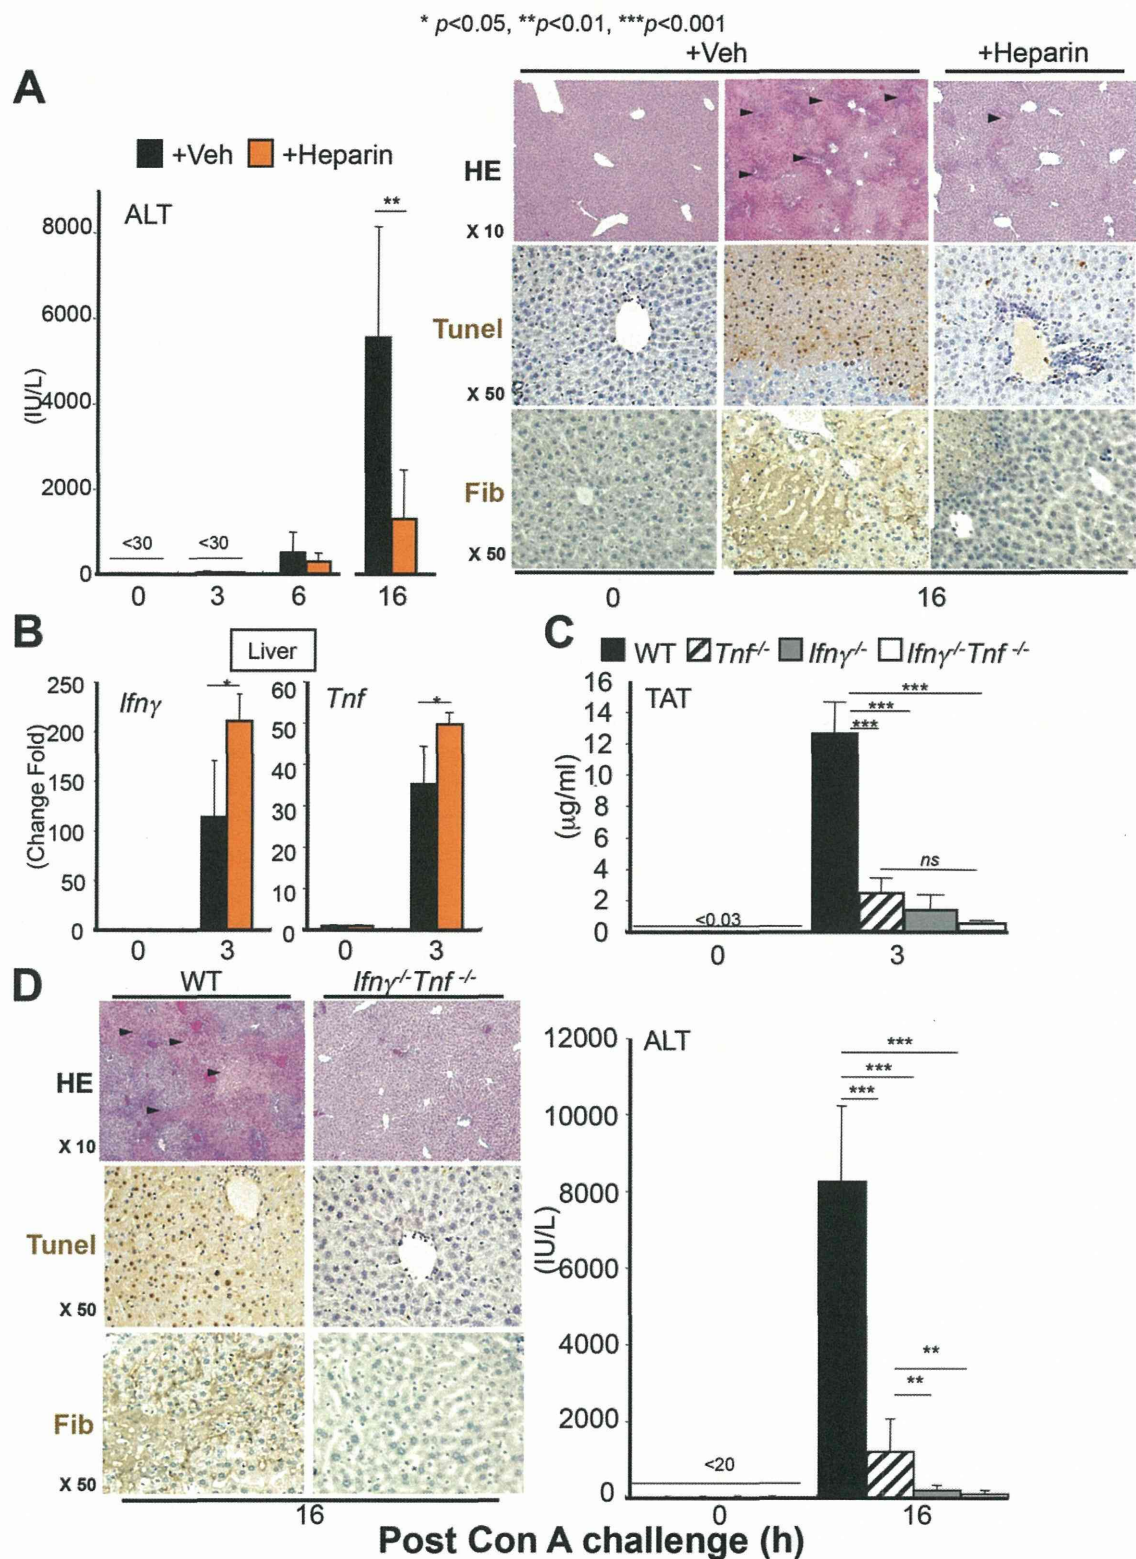 * p<0.05, **p<0.01, ***p<0.001
+Veh
+Heparin
A
+Veh +Heparin
ALT
**
8000
6000
4000
2000
0
(IU/L)
<30
<30
0 3 6 16
HE
X 10
Tunel
X 50
Fib
X 50
0 16
B
Liver
Ifnγ
*
250
200
150
100
50
0
(Change Fold)
0 3
Tnf
*
60
50
40
30
20
10
0
0 3
C
WT Tnf-/- Ifnγ-/- Ifnγ-/-Tnf -/-
TAT
16
14
12
10
8
6
4
2
0
(μg/ml)
***
***
***
ns
<0.03
0 3
D
WT Ifnγ-/-Tnf -/-
HE
X 10
Tunel
X 50
Fib
X 50
16
ALT
12000
10000
8000
6000
4000
2000
0
(IU/L)
***
***
***
**
**
<20
0 16
Post Con A challenge (h)